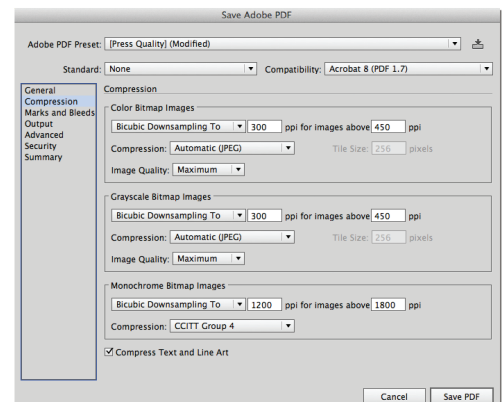 Save Adobe PDF
Adobe PDF Preset: [Press Quality] (Modified)
Standard: None Compatibility: Acrobat 8 (PDF 1.7)
General
Compression
Marks and Bleeds
Output
Advanced
Security
Summary
Compression
Color Bitmap Images
Bicubic Downsampling To 300 ppi for images above 450 ppi
Compression: Automatic (JPEG) Tile Size: 256 pixels
Image Quality: Maximum
Grayscale Bitmap Images
Bicubic Downsampling To 300 ppi for images above 450 ppi
Compression: Automatic (JPEG) Tile Size: 256 pixels
Image Quality: Maximum
Monochrome Bitmap Images
Bicubic Downsampling To 1200 ppi for images above 1800 ppi
Compression: CCITT Group 4
Compress Text and Line Art
Cancel Save PDF